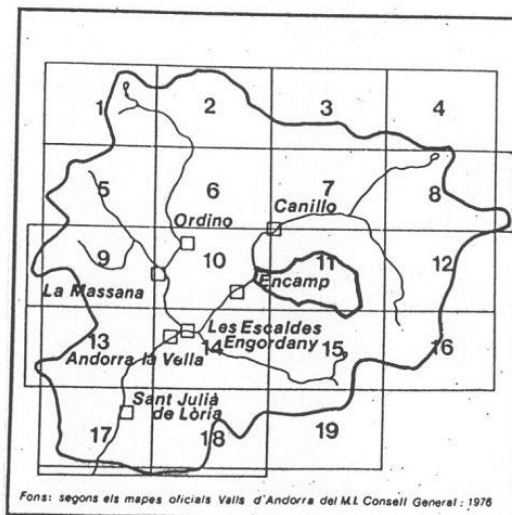 1
2
3
4
5
6
7
8
Ordino
Canillo
9
10
11
12
La Massana
Encamp
13
Les Escaldes
Engordany
14
15
16
Andorra la Vella
Sant Julià
de Lòria
17
18
19
Fons: segons els mapes oficials Valls d'Andorra del M.I. Consell General : 1976